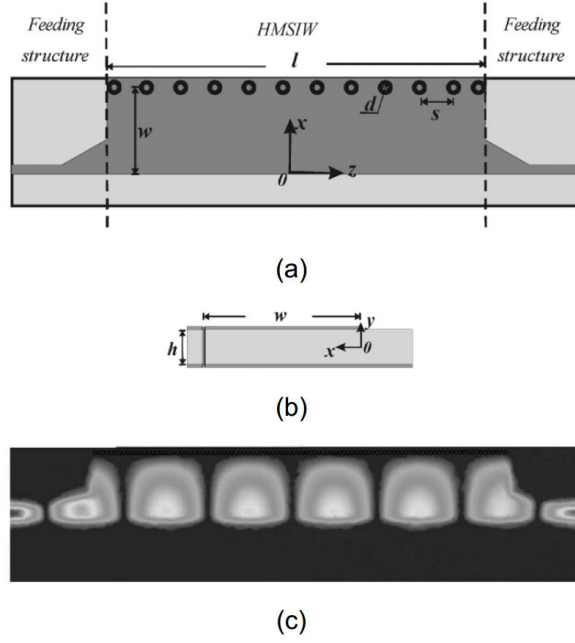 Feeding HMSIW Feeding
structure structure
l
w x d s
0 z
(a)
w y
h x 0
(b)
(c)